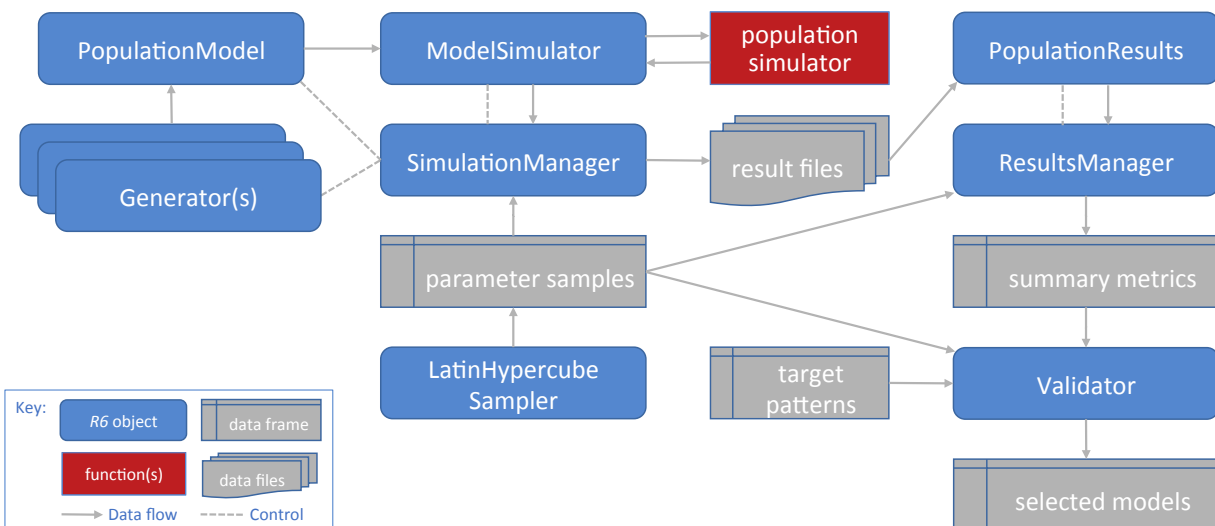 PopulationModel
ModelSimulator
population
simulator
PopulationResults
Generator(s)
SimulationManager
result files
ResultsManager
parameter samples
summary metrics
LatinHypercube
Sampler
target
patterns
Validator
selected models
Key:
R6 object
data frame
function(s)
data files
Data flow
Control